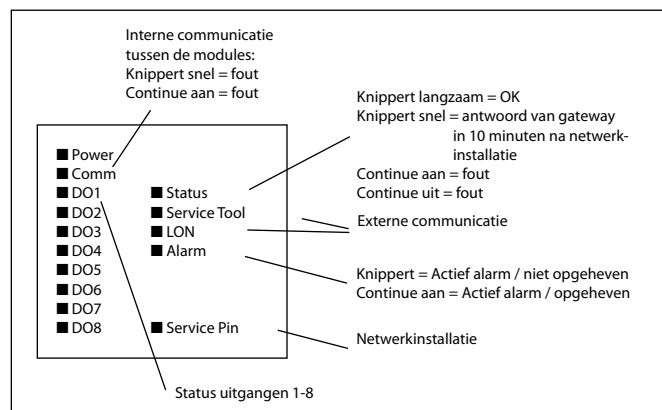 Interne communicatie
tussen de modules:
Knippert snel = fout
Continue aan = fout
Knippert langzaam = OK
Knippert snel = antwoord van gateway
in 10 minuten na netwerk-
installatie
Continue aan = fout
Continue uit = fout
Power
Comm
DO1
DO2
DO3
DO4
DO5
DO6
DO7
DO8
Status
Service Tool
LON
Alarm
Service Pin
Externe communicatie
Knippert = Actief alarm / niet opgeheven
Continue aan = Actief alarm / opgeheven
Netwerkinstallatie
Status uitgangen 1-8